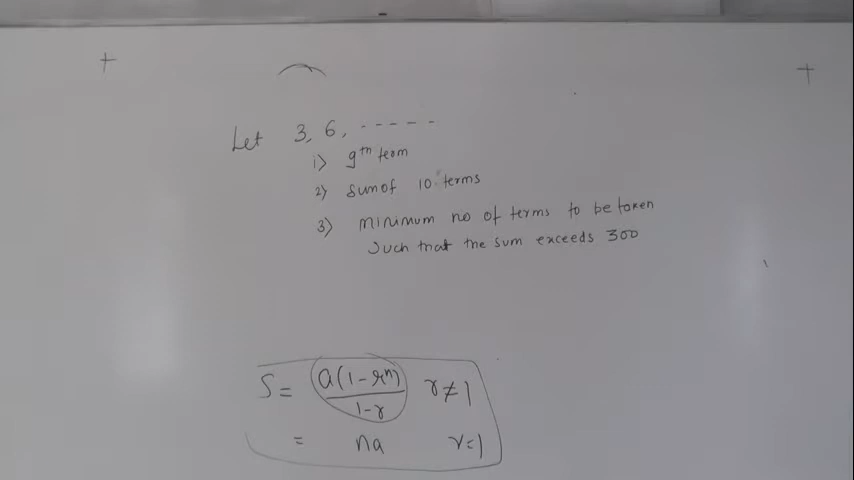 Let 3, 6, -----
1) 9th term
2) sum of 10 terms
3) minimum no of terms to be taken
such that the sum exceeds 300
S = a(1-r^n)/1-r r≠1
= na r=1